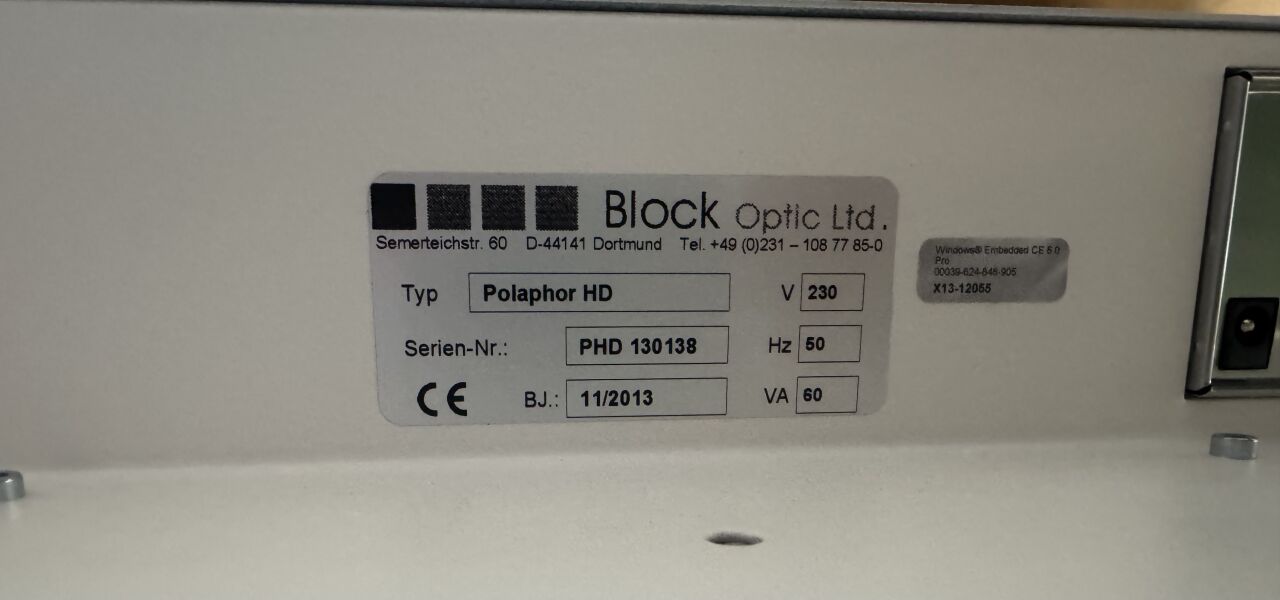 Block Optic Ltd.
Semerteichstr. 60 D-44141 Dortmund Tel. +49 (0)231 – 108 77 85-0
Typ Polaphor HD V 230
Serien-Nr.: PHD 130138 Hz 50
CE BJ.: 11/2013 VA 60
Windows® Embedded CE 6.0
Pro
00039-624-846-905
X13-12055